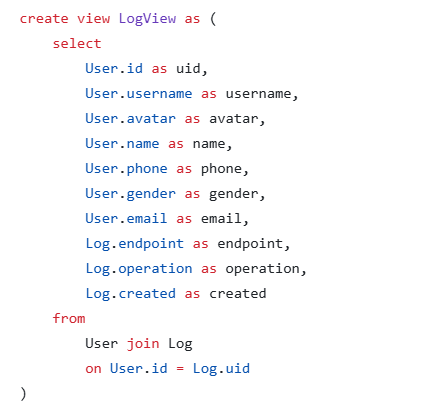 create view LogView as (
    select
        User.id as uid,
        User.username as username,
        User.avatar as avatar,
        User.name as name,
        User.phone as phone,
        User.gender as gender,
        User.email as email,
        Log.endpoint as endpoint,
        Log.operation as operation,
        Log.created as created
    from
        User join Log
        on User.id = Log.uid
)